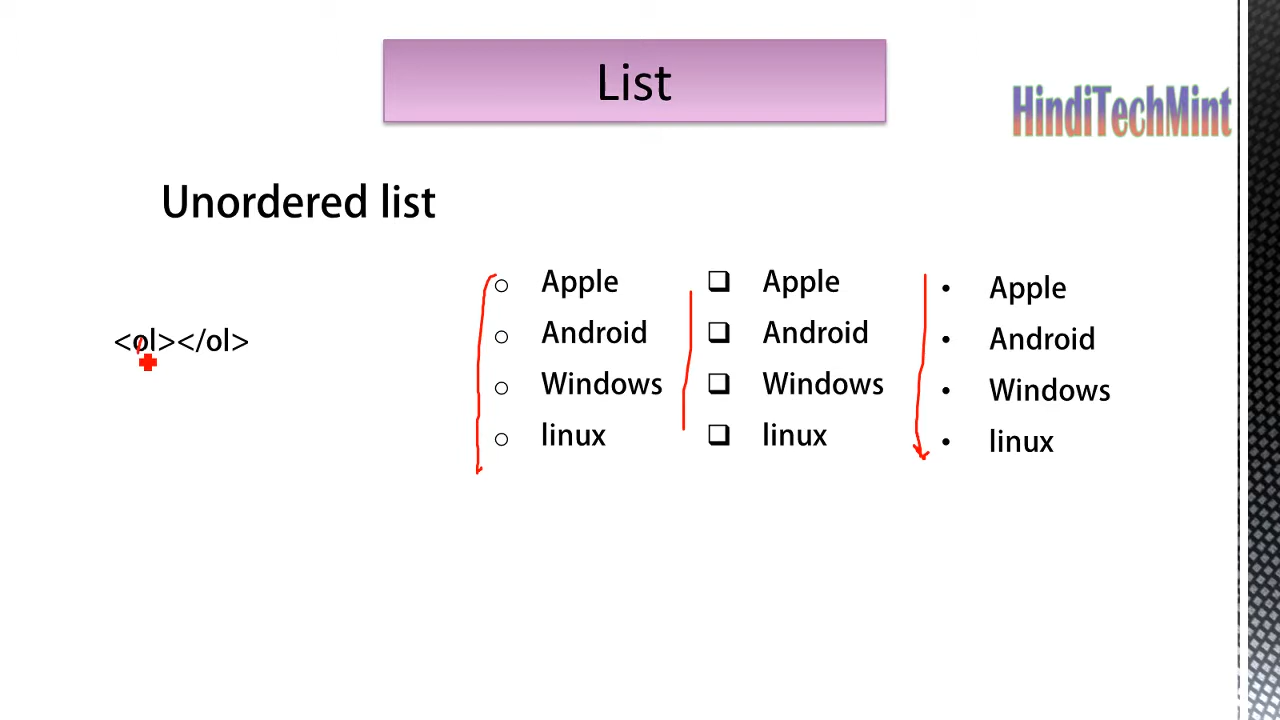 List
HindiTechMint
Unordered list
<ol></ol>
Apple
Android
Windows
linux
Apple
Android
Windows
linux
Apple
Android
Windows
linux